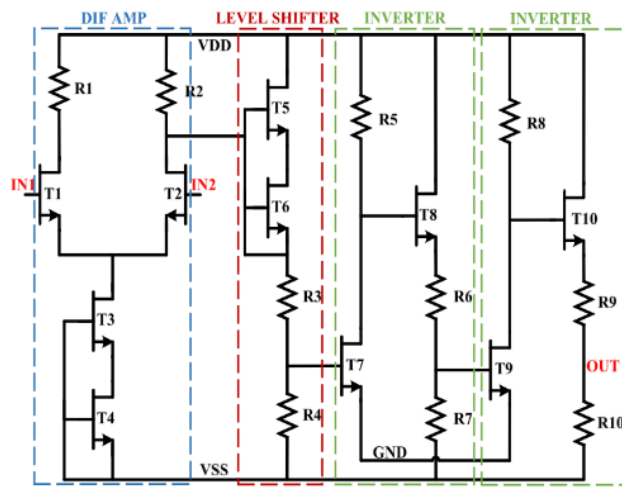 DIF AMP
LEVEL SHIFTER
INVERTER
INVERTER
VDD
R1
R2
T5
R5
R8
IN1
T1
T2
IN2
T6
T8
T10
R3
R6
R9
T3
T7
T9
OUT
T4
R4
R7
R10
GND
VSS